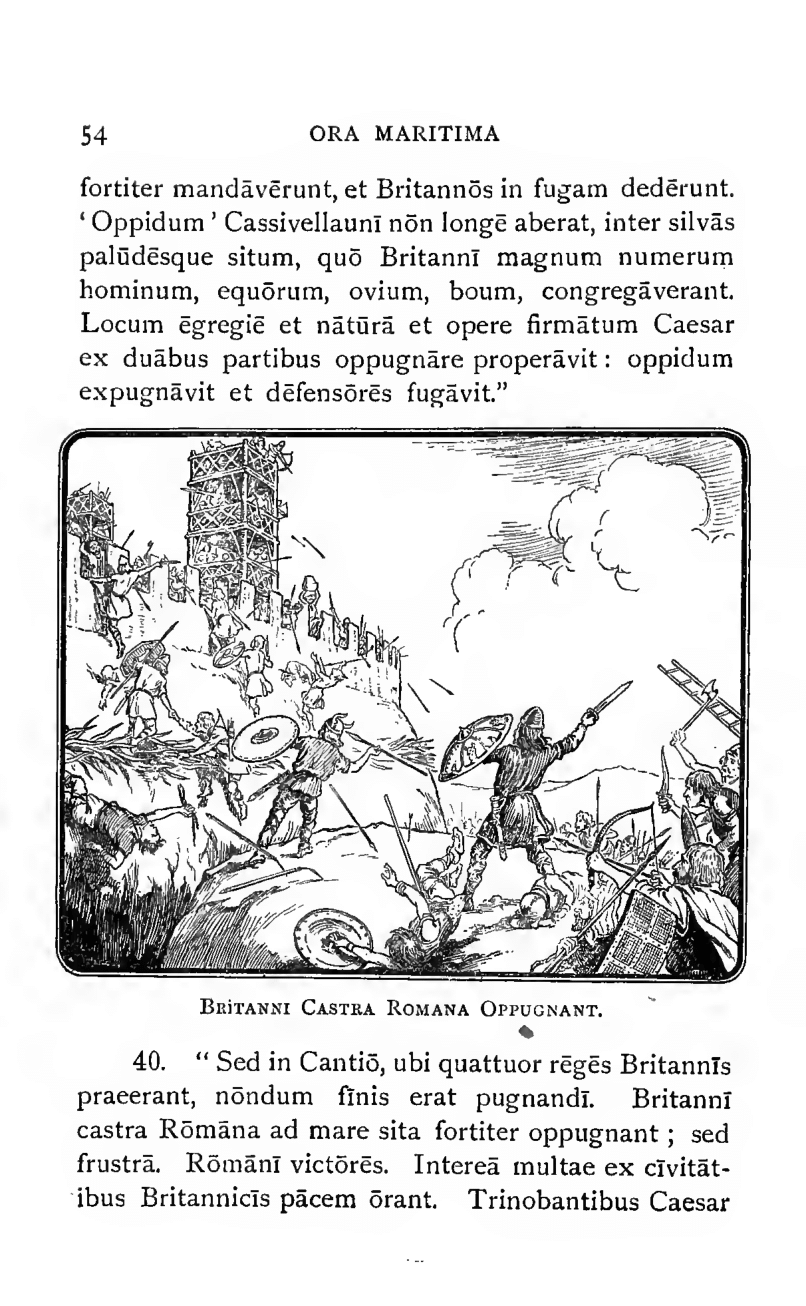 54 ORA MARITIMA
fortiter mandāvērunt, et Britannōs in fugam dedērunt.
‘Oppidum’ Cassivellaunī nōn longē aberat, inter silvās
palūdēsque situm, quō Britannī magnum numerum
hominum, equōrum, ovium, boum, congregāverant.
Locum ēgregiē et nātūrā et opere firmātum Caesar
ex duābus partibus oppugnāre properāvit: oppidum
expugnāvit et dēfensōrēs fugāvit.”
BRITANNI CASTRA ROMANA OPPUGNANT.
40. “Sed in Cantiō, ubi quattuor rēgēs Britannīs
praeerant, nōndum fīnis erat pugnandī. Britannī
castra Rōmāna ad mare sita fortiter oppugnant; sed
frustrā. Rōmānī victōrēs. Intereā multae ex cīvitāt-
ibus Britannicīs pācem ōrant. Trinobantibus Caesar